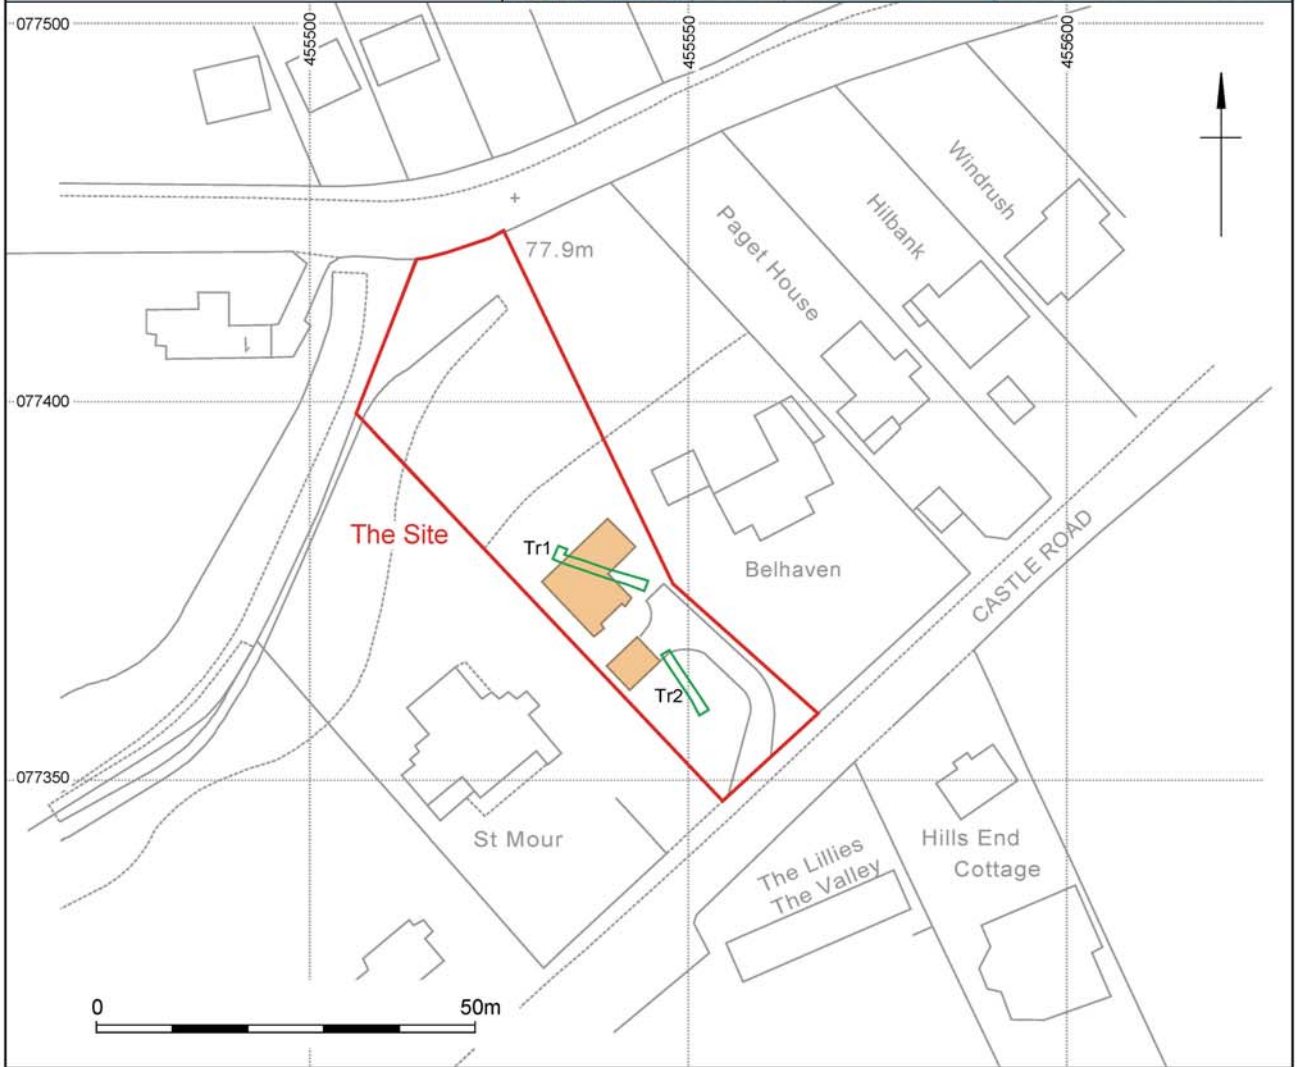 077500
455500
455550
455600
Windrush
Hilbank
Paget House
77.9m
077400
The Site
Tr1
Belhaven
CASTLE ROAD
Tr2
077350
St Mour
Hills End
Cottage
The Lillies
The Valley
0
50m